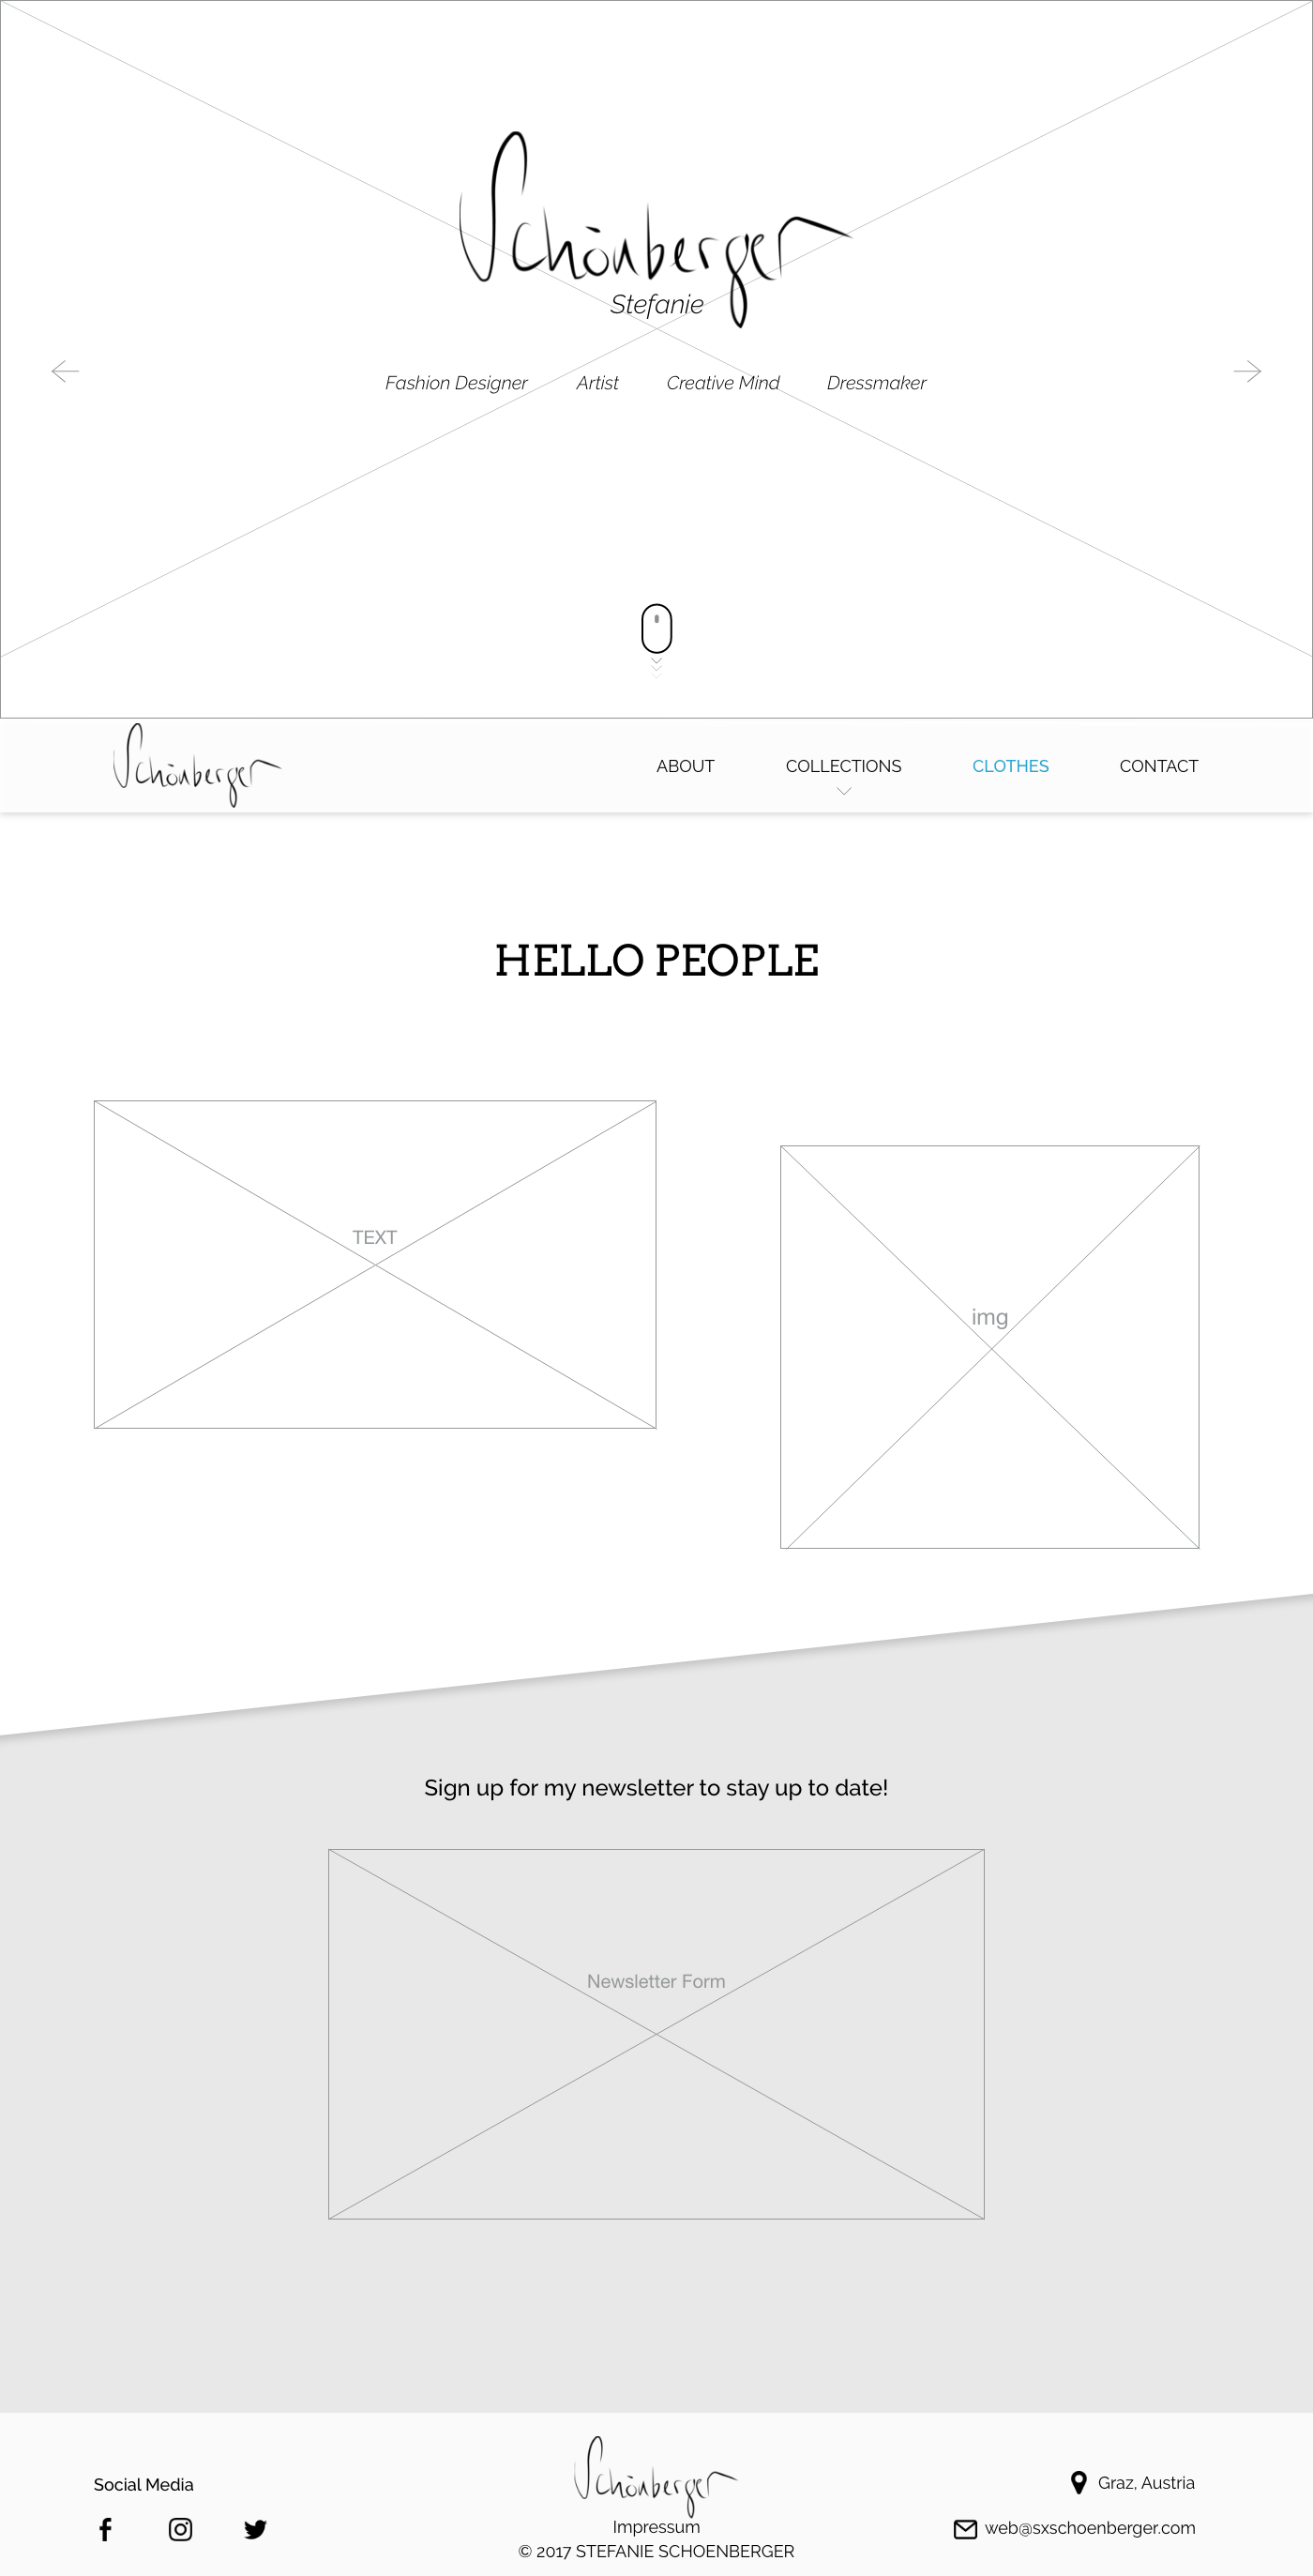 Schönberger
Stefanie
Fashion Designer Artist Creative Mind Dressmaker
Schönberger
ABOUT COLLECTIONS CLOTHES CONTACT
HELLO PEOPLE
TEXT
img
Sign up for my newsletter to stay up to date!
Newsletter Form
Social Media
Schönberger
Impressum
© 2017 STEFANIE SCHOENBERGER
Graz, Austria
web@sxschoenberger.com